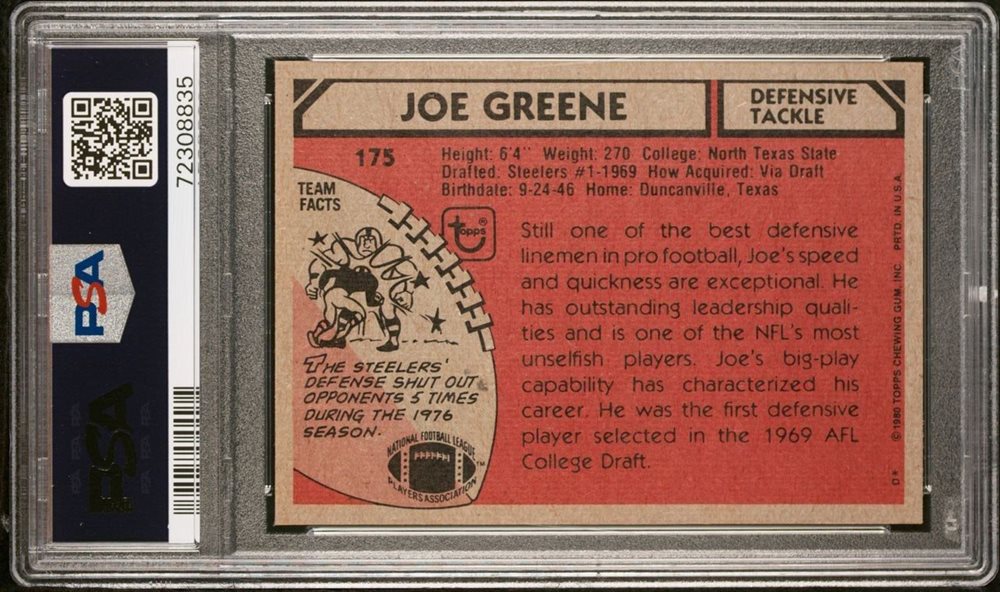 72308835
PSA
PSA
JOE GREENE
DEFENSIVE
TACKLE
175
Height: 6'4'' Weight: 270 College: North Texas State
Drafted: Steelers #1-1969 How Acquired: Via Draft
Birthdate: 9-24-46 Home: Duncanville, Texas
TEAM
FACTS
topps®
THE STEELERS'
DEFENSE SHUT OUT
OPPONENTS 5 TIMES
DURING THE 1976
SEASON.
NATIONAL FOOTBALL LEAGUE
PLAYERS ASSOCIATION
™
Still one of the best defensive
linemen in pro football, Joe's speed
and quickness are exceptional. He
has outstanding leadership quali-
ties and is one of the NFL's most
unselfish players. Joe's big-play
capability has characterized his
career. He was the first defensive
player selected in the 1969 AFL
College Draft.
© 1980 TOPPS CHEWING GUM, INC. PRTD. IN U.S.A.
D*